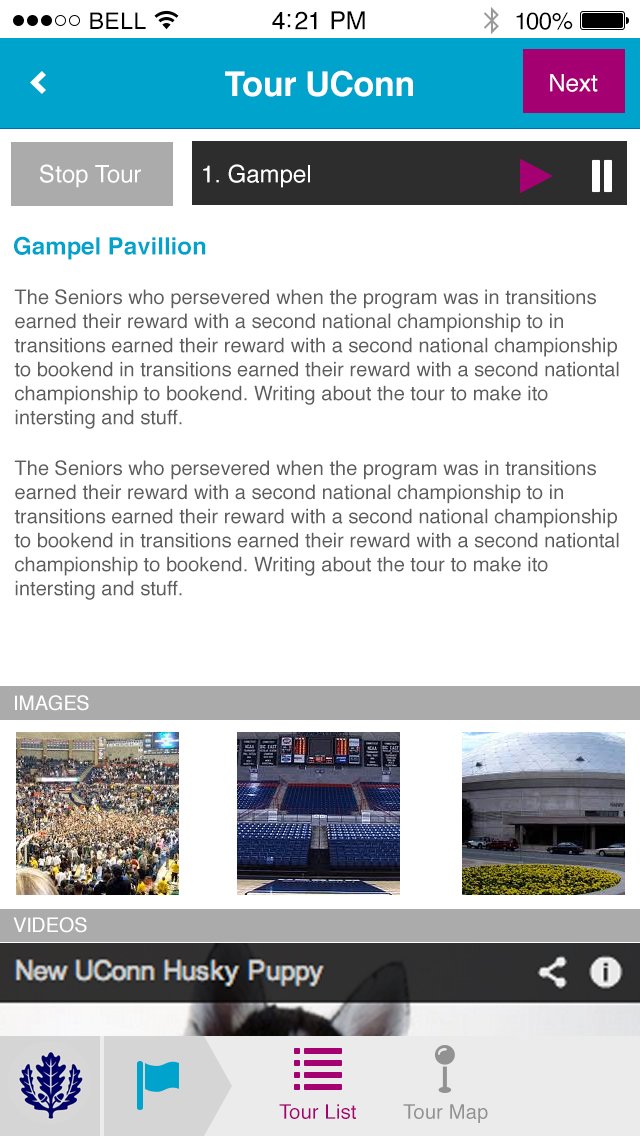 BELL 4:21 PM 100%
Tour UConn
Next
Stop Tour
1. Gampel
Gampel Pavillion
The Seniors who persevered when the program was in transitions
earned their reward with a second national championship to in
transitions earned their reward with a second national championship
to bookend in transitions earned their reward with a second nationtal
championship to bookend. Writing about the tour to make ito
intersting and stuff.
The Seniors who persevered when the program was in transitions
earned their reward with a second national championship to in
transitions earned their reward with a second national championship
to bookend in transitions earned their reward with a second nationtal
championship to bookend. Writing about the tour to make ito
intersting and stuff.
IMAGES
VIDEOS
New UConn Husky Puppy
Tour List
Tour Map